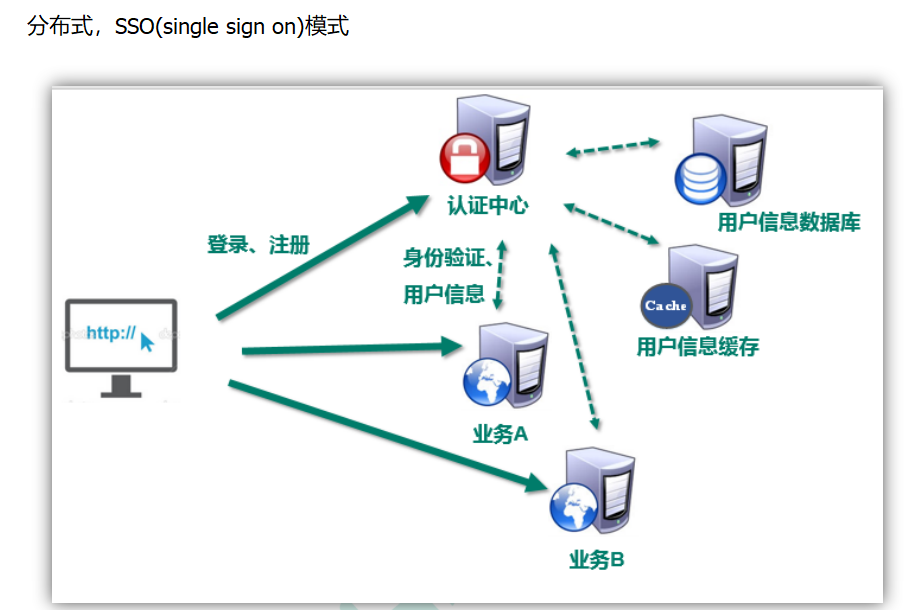 分布式，SSO(single sign on)模式
认证中心
用户信息数据库
登录、注册
身份验证、
用户信息
http://
Cache
用户信息缓存
业务A
业务B